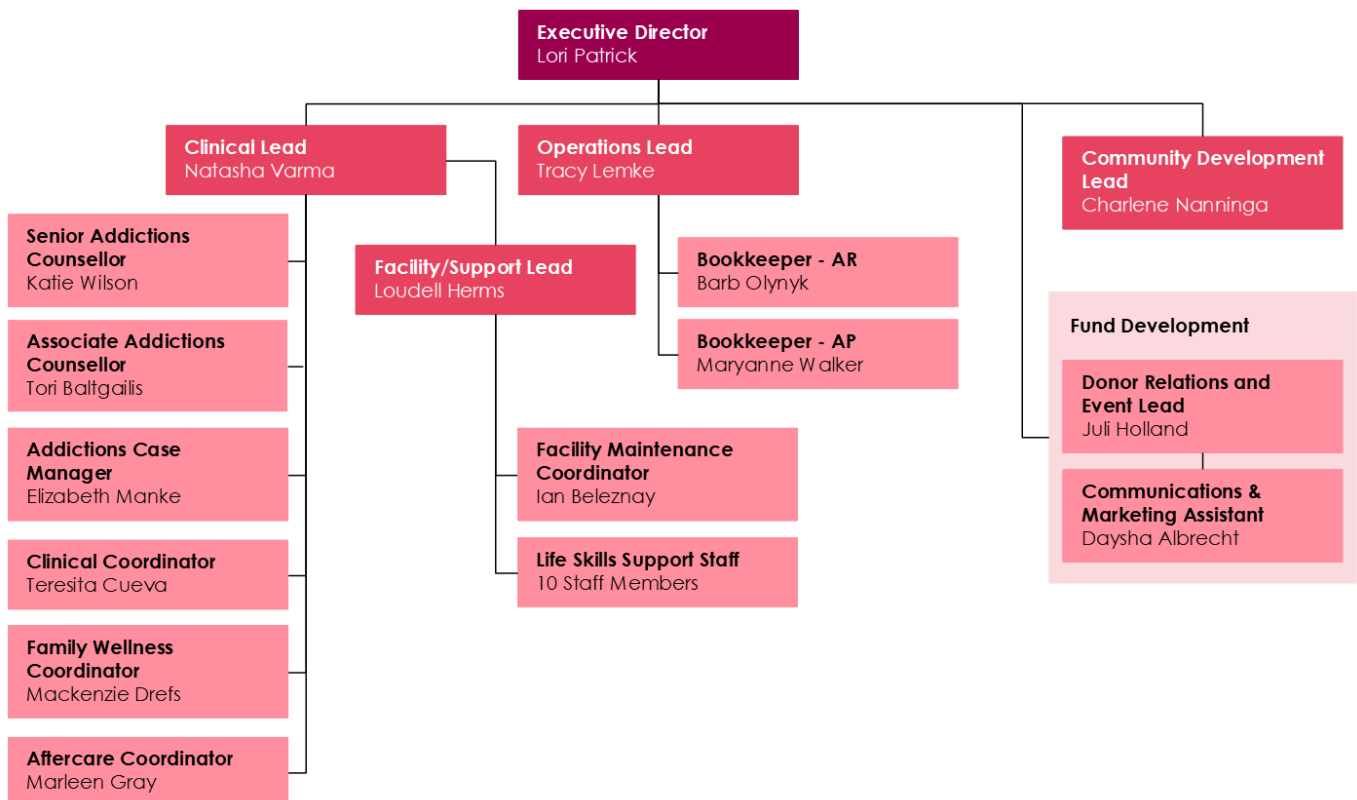 Executive Director
Lori Patrick
Clinical Lead
Natasha Varma
Operations Lead
Tracy Lemke
Community Development
Lead
Charlene Nanninga
Senior Addictions
Counsellor
Katie Wilson
Associate Addictions
Counsellor
Tori Baltgailis
Addictions Case
Manager
Elizabeth Manke
Clinical Coordinator
Teresita Cueva
Family Wellness
Coordinator
Mackenzie Drefs
Aftercare Coordinator
Marleen Gray
Facility/Support Lead
Loudell Herms
Facility Maintenance
Coordinator
Ian Beleznay
Life Skills Support Staff
10 Staff Members
Bookkeeper - AR
Barb Olynyk
Bookkeeper - AP
Maryanne Walker
Fund Development
Donor Relations and
Event Lead
Juli Holland
Communications &
Marketing Assistant
Daysha Albrecht